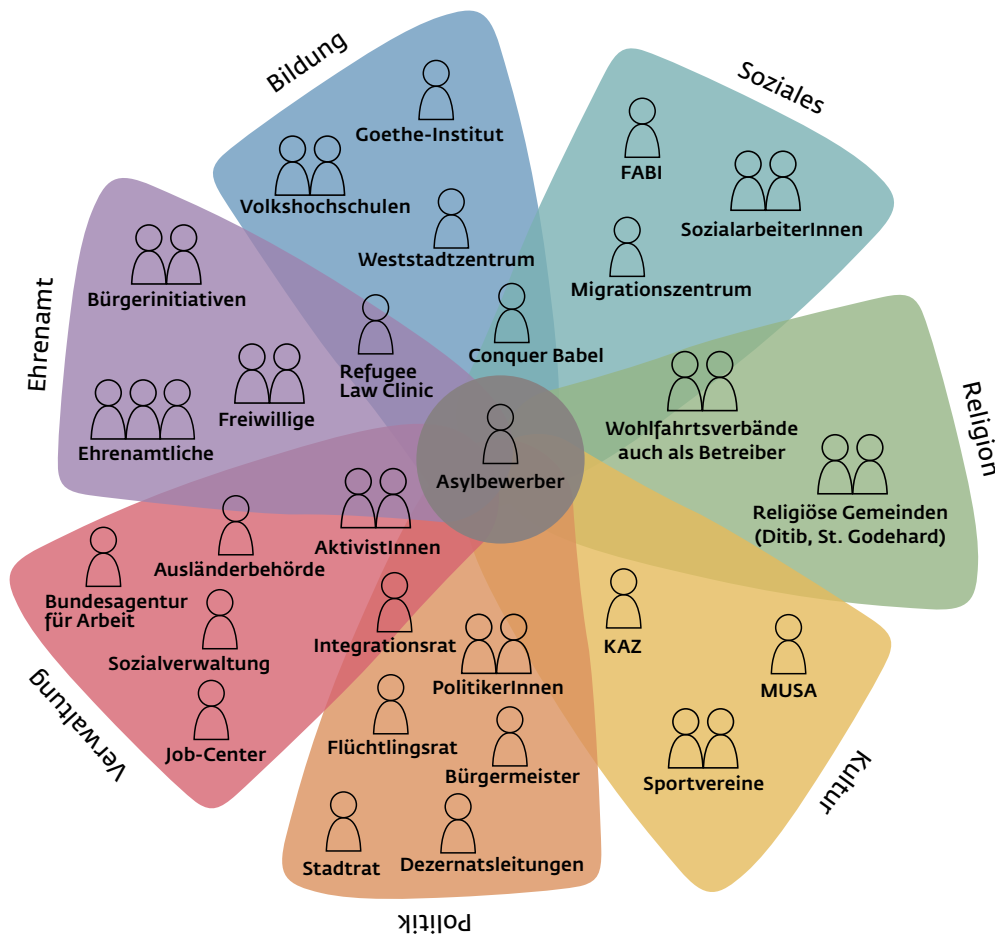 Bildung
Goethe-Institut
Volkshochschulen
Weststadtzentrum
Soziales
FABI
SozialarbeiterInnen
Migrationszentrum
Conquer Babel
Ehrenamt
Bürgerinitiativen
Refugee
Law Clinic
Freiwillige
Ehrenamtliche
Religion
Wohlfahrtsverbände
auch als Betreiber
Religiöse Gemeinden
(Ditib, St. Godehard)
Asylbewerber
AktivistInnen
Verwaltung
Ausländerbehörde
Bundesagentur
für Arbeit
Sozialverwaltung
Job-Center
Integrationsrat
Politik
PolitikerInnen
Flüchtlingsrat
Bürgermeister
Stadtrat
Dezernatsleitungen
Kultur
KAZ
MUSA
Sportvereine